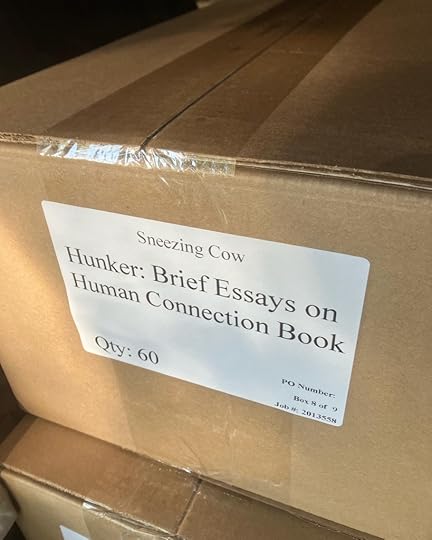 Sneezing Cow
Hunker: Brief Essays on
Human Connection Book
Qty: 60
PO Number:
Box 8 of 9
Job #: 2013558